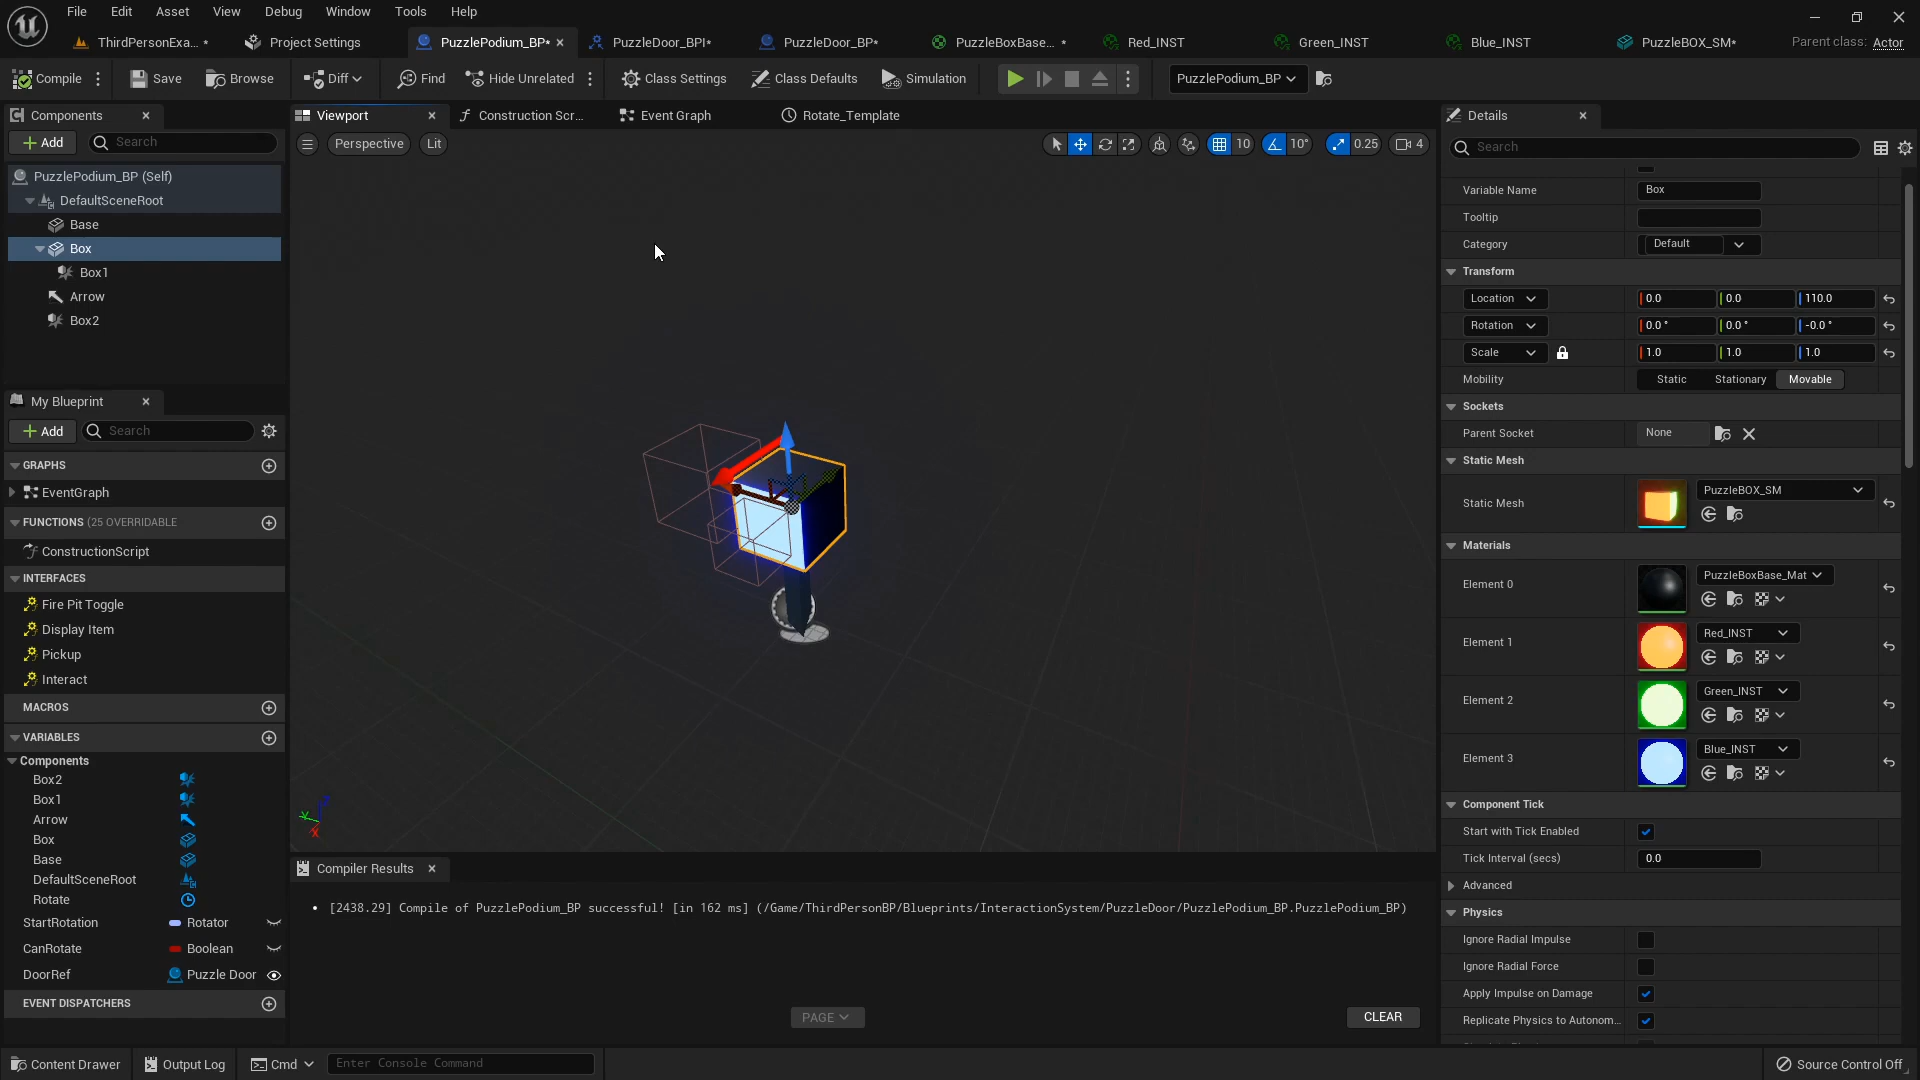 File Edit Asset View Debug Window Tools Help
ThirdPersonExa... * Project Settings PuzzlePodium_BP* PuzzleDoor_BPI* PuzzleDoor_BP* PuzzleBoxBase... * Red_INST Green_INST Blue_INST PuzzleBOX_SM* Parent class: Actor
Compile Save Browse Diff Find Hide Unrelated Class Settings Class Defaults Simulation PuzzlePodium_BP
Components
Add Search
PuzzlePodium_BP (Self)
DefaultSceneRoot
Base
Box
Box1
Arrow
Box2
My Blueprint
Add Search
GRAPHS
EventGraph
FUNCTIONS (25 OVERRIDABLE
ConstructionScript
INTERFACES
Fire Pit Toggle
Display Item
Pickup
Interact
MACROS
VARIABLES
Components
Box2
Box1
Arrow
Box
Base
DefaultSceneRoot
Rotate
StartRotation Rotator
CanRotate Boolean
DoorRef Puzzle Door
EVENT DISPATCHERS
Viewport Construction Scr... Event Graph Rotate_Template
Perspective Lit 10 10° 0.25 4
Z
Y
X
Compiler Results
• [2438.29] Compile of PuzzlePodium_BP successful! [in 162 ms] (/Game/ThirdPersonBP/Blueprints/InteractionSystem/PuzzleDoor/PuzzlePodium_BP.PuzzlePodium_BP)
PAGE CLEAR
Details
Search
Variable Name Box
Tooltip
Category Default
Transform
Location 0.0 0.0 110.0
Rotation 0.0 ° 0.0 ° -0.0 °
Scale 1.0 1.0 1.0
Mobility Static Stationary Movable
Sockets
Parent Socket None
Static Mesh
Static Mesh PuzzleBOX_SM
Materials
Element 0 PuzzleBoxBase_Mat
Element 1 Red_INST
Element 2 Green_INST
Element 3 Blue_INST
Component Tick
Start with Tick Enabled
Tick Interval (secs) 0.0
Advanced
Physics
Ignore Radial Impulse
Ignore Radial Force
Apply Impulse on Damage
Replicate Physics to Autonom...
Content Drawer Output Log Cmd Enter Console Command Source Control Off